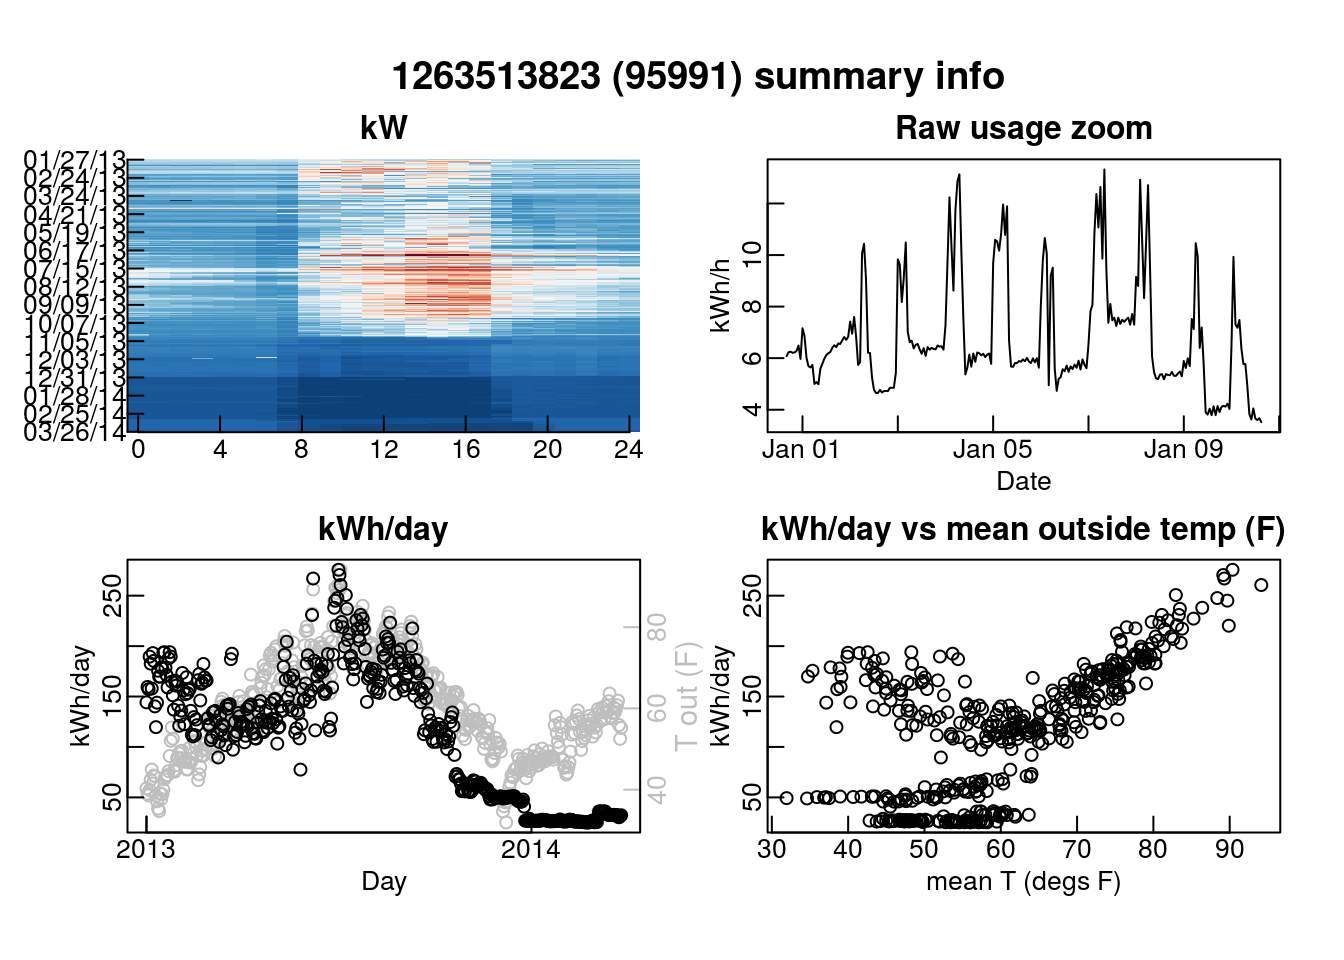 1263513823 (95991) summary info
kW
01/27/13
02/24/13
03/24/13
04/21/13
05/19/13
06/17/13
07/15/13
08/12/13
09/09/13
10/07/13
11/05/13
12/03/13
12/31/13
01/28/14
02/25/14
03/26/14
0 4 8 12 16 20 24
Raw usage zoom
kWh/h
10
8
6
4
Jan 01 Jan 05 Jan 09
Date
kWh/day
kWh/day
250
150
50
80
60
40
T out (F)
2013 2014
Day
kWh/day vs mean outside temp (F)
kWh/day
250
150
50
30 40 50 60 70 80 90
mean T (degs F)